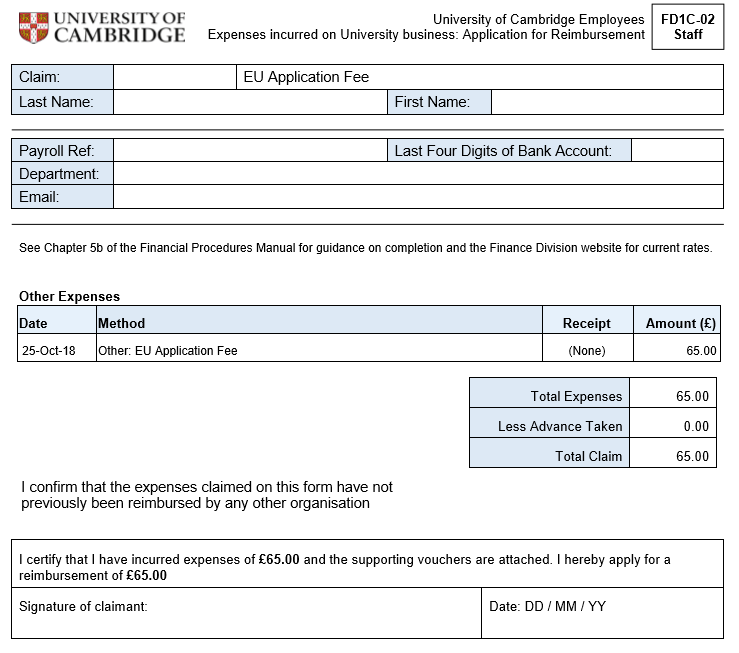 UNIVERSITY OF
CAMBRIDGE
University of Cambridge Employees
Expenses incurred on University business: Application for Reimbursement
FD1C-02
Staff
Claim: EU Application Fee
Last Name: First Name:
Payroll Ref: Last Four Digits of Bank Account:
Department:
Email:
See Chapter 5b of the Financial Procedures Manual for guidance on completion and the Finance Division website for current rates.
Other Expenses
Date Method Receipt Amount (£)
25-Oct-18 Other: EU Application Fee (None) 65.00
Total Expenses 65.00
Less Advance Taken 0.00
Total Claim 65.00
I confirm that the expenses claimed on this form have not
previously been reimbursed by any other organisation
I certify that I have incurred expenses of £65.00 and the supporting vouchers are attached. I hereby apply for a
reimbursement of £65.00
Signature of claimant: Date: DD / MM / YY